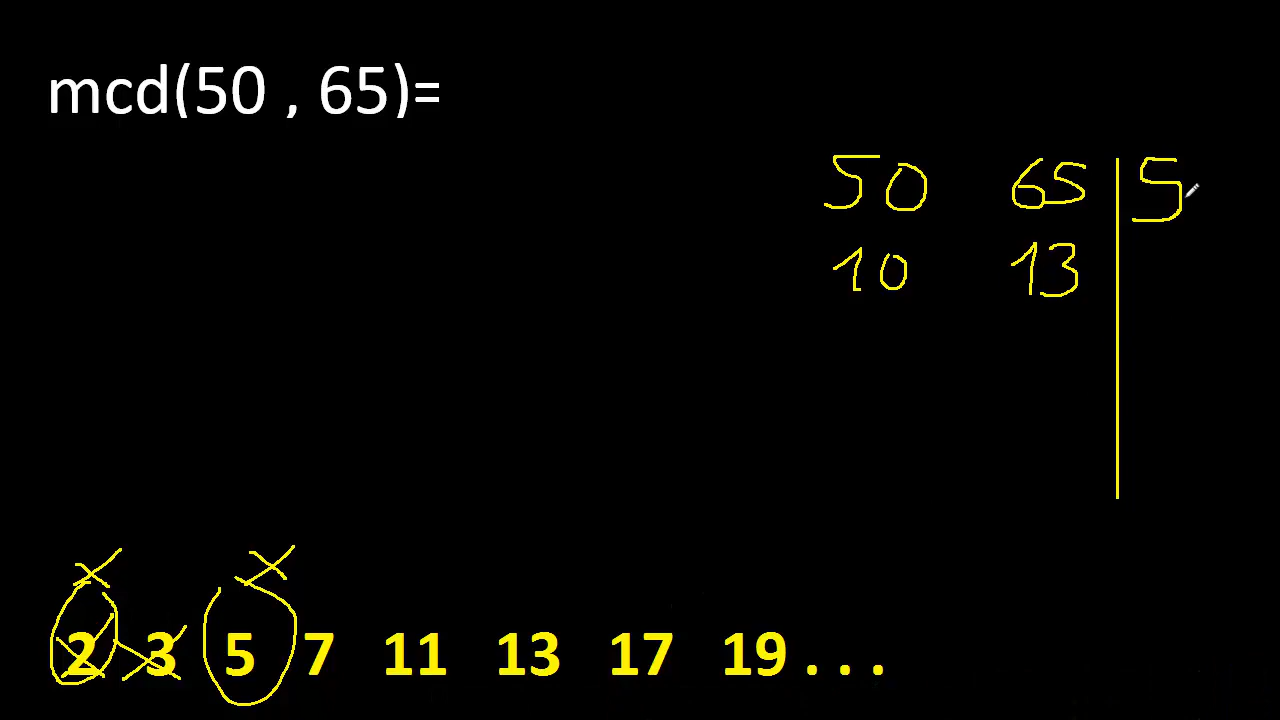 mcd(50 , 65)=
50 65 5
10 13
2 3 5 7 11 13 17 19 . . .